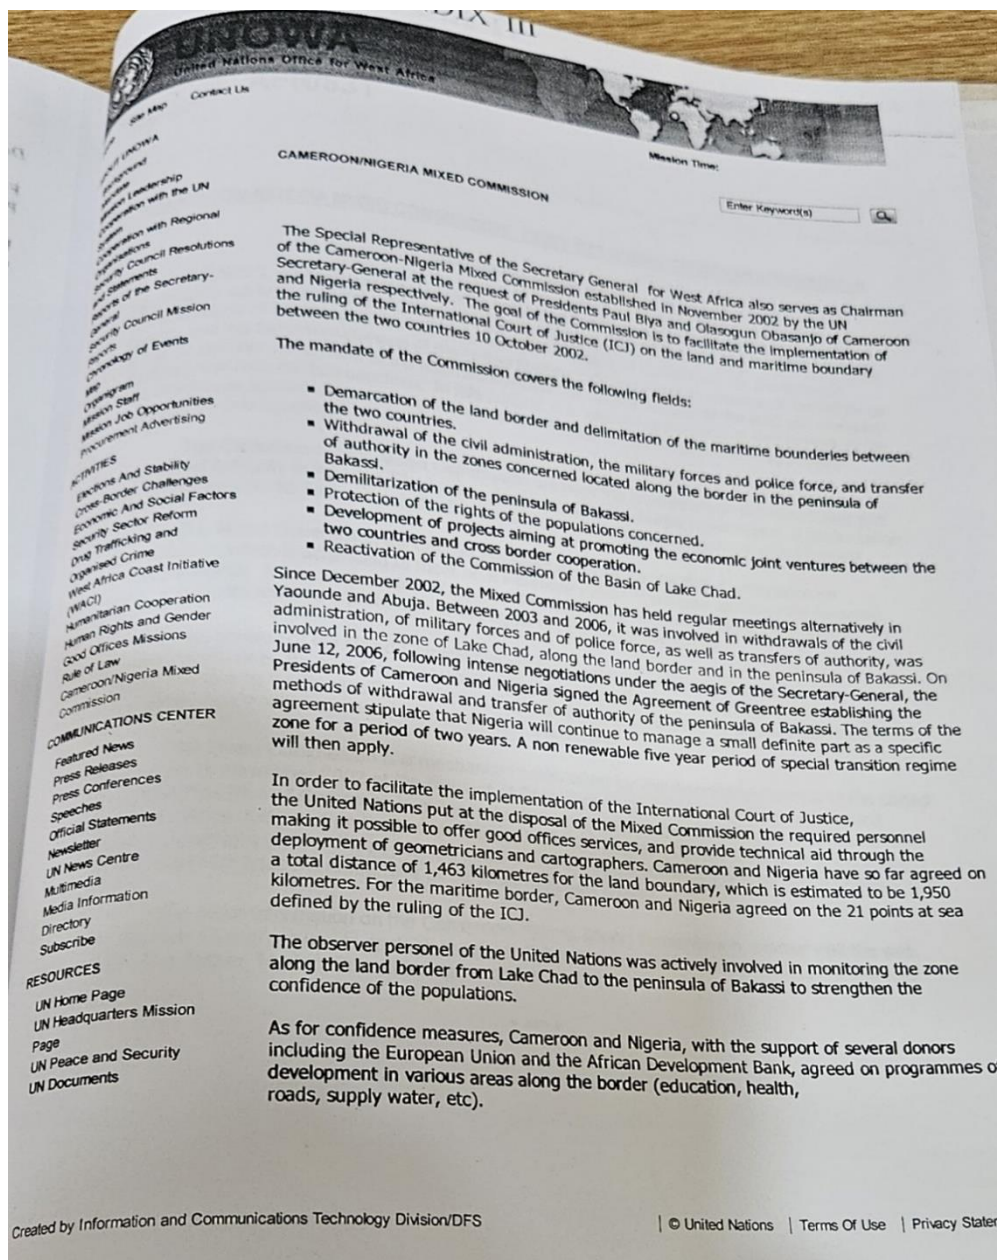 III
UNOWA
United Nations Office for West Africa
Site Map
Contact Us
Mission Time:
Enter Keyword(s)
UNOWA
Background
Mission Leadership
Cooperation with the UN
System
Cooperation with Regional
Organisations
Security Council Resolutions
and Statements
Reports of the Secretary-
General
Security Council Mission
Reports
Chronology of Events
Map
Organigram
Mission Staff
Mission Job Opportunities
Procurement Advertising
ACTIVITIES
Elections And Stability
Cross-Border Challenges
Economic And Social Factors
Security Sector Reform
Drug Trafficking and
Organised Crime
West Africa Coast Initiative
(WACI)
Humanitarian Cooperation
Human Rights and Gender
Good Offices Missions
Rule of Law
Cameroon/Nigeria Mixed
Commission
COMMUNICATIONS CENTER
Featured News
Press Releases
Press Conferences
Speeches
Official Statements
Newsletter
UN News Centre
Multimedia
Media Information
Directory
Subscribe
RESOURCES
UN Home Page
UN Headquarters Mission
Page
UN Peace and Security
UN Documents
CAMEROON/NIGERIA MIXED COMMISSION
The Special Representative of the Secretary General for West Africa also serves as Chairman
of the Cameroon-Nigeria Mixed Commission established in November 2002 by the UN
Secretary-General at the request of Presidents Paul Biya and Olasogun Obasanjo of Cameroon
and Nigeria respectively. The goal of the Commission is to facilitate the implementation of
the ruling of the International Court of Justice (ICJ) on the land and maritime boundary
between the two countries 10 October 2002.
The mandate of the Commission covers the following fields:
▪ Demarcation of the land border and delimitation of the maritime bounderies between
the two countries.
▪ Withdrawal of the civil administration, the military forces and police force, and transfer
of authority in the zones concerned located along the border in the peninsula of
Bakassi.
▪ Demilitarization of the peninsula of Bakassi.
▪ Protection of the rights of the populations concerned.
▪ Development of projects aiming at promoting the economic joint ventures between the
two countries and cross border cooperation.
▪ Reactivation of the Commission of the Basin of Lake Chad.
Since December 2002, the Mixed Commission has held regular meetings alternatively in
Yaounde and Abuja. Between 2003 and 2006, it was involved in withdrawals of the civil
administration, of military forces and of police force, as well as transfers of authority, was
involved in the zone of Lake Chad, along the land border and in the peninsula of Bakassi. On
June 12, 2006, following intense negotiations under the aegis of the Secretary-General, the
Presidents of Cameroon and Nigeria signed the Agreement of Greentree establishing the
methods of withdrawal and transfer of authority of the peninsula of Bakassi. The terms of the
agreement stipulate that Nigeria will continue to manage a small definite part as a specific
zone for a period of two years. A non renewable five year period of special transition regime
will then apply.
In order to facilitate the implementation of the International Court of Justice,
the United Nations put at the disposal of the Mixed Commission the required personnel
making it possible to offer good offices services, and provide technical aid through the
deployment of geometricians and cartographers. Cameroon and Nigeria have so far agreed on
a total distance of 1,463 kilometres for the land boundary, which is estimated to be 1,950
kilometres. For the maritime border, Cameroon and Nigeria agreed on the 21 points at sea
defined by the ruling of the ICJ.
The observer personel of the United Nations was actively involved in monitoring the zone
along the land border from Lake Chad to the peninsula of Bakassi to strengthen the
confidence of the populations.
As for confidence measures, Cameroon and Nigeria, with the support of several donors
including the European Union and the African Development Bank, agreed on programmes o
development in various areas along the border (education, health,
roads, supply water, etc).
Created by Information and Communications Technology Division/DFS
| © United Nations | Terms Of Use | Privacy State